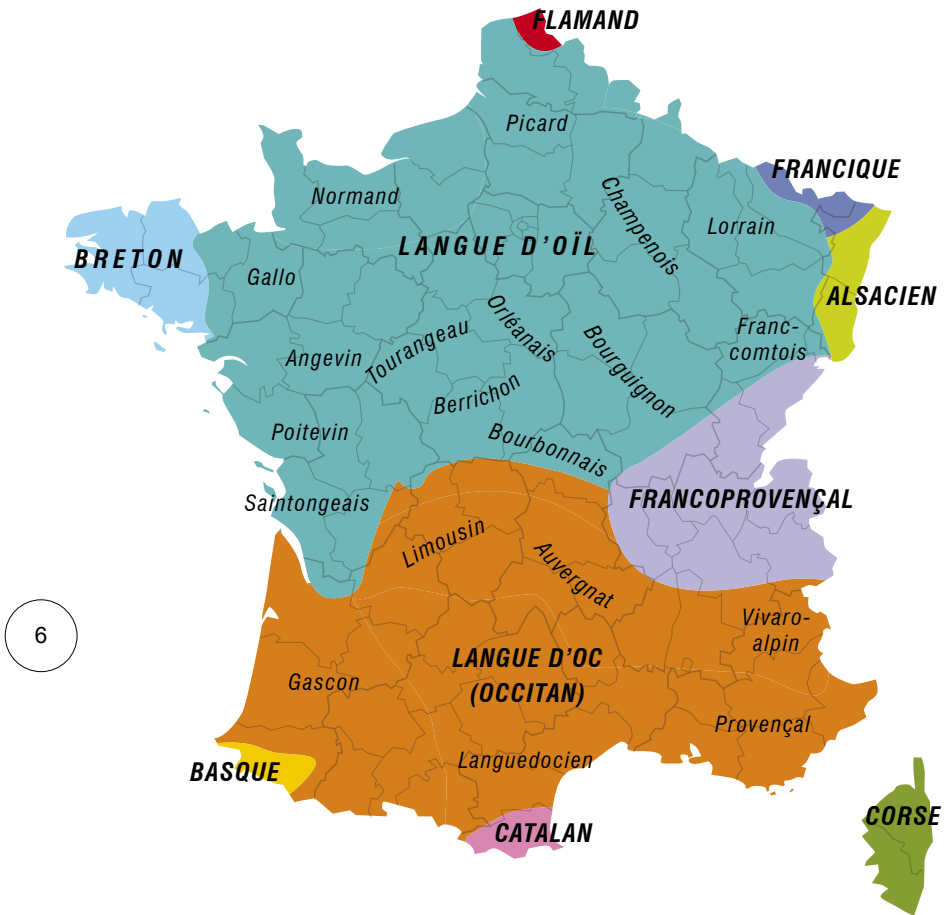 FLAMAND
Picard
FRANCIQUE
Normand
Champenois
Lorrain
LANGUE D'OÏL
BRETON
Gallo
ALSACIEN
Orléanais
Franc-
comtois
Angevin
Tourangeau
Bourguignon
Berrichon
Poitevin
Bourbonnais
Saintongeais
FRANCOPROVENÇAL
Limousin
Auvergnat
Vivaro-
alpin
6
LANGUE D'OC
(OCCITAN)
Gascon
Provençal
Languedocien
BASQUE
CORSE
CATALAN